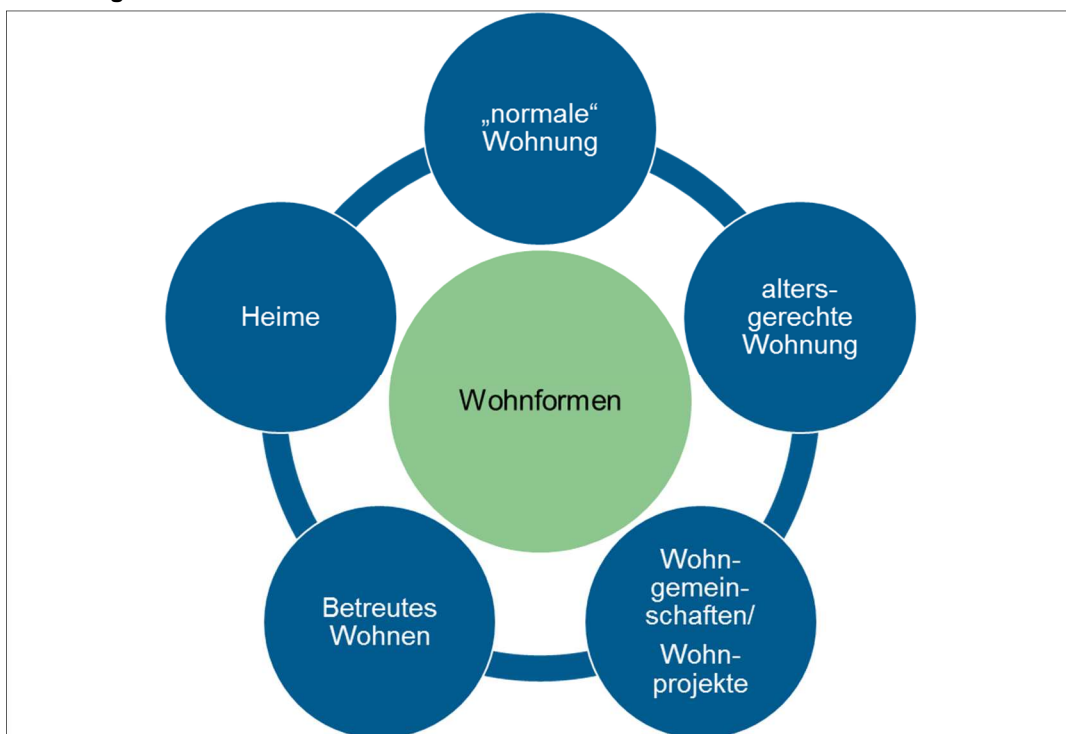 „normale“
Wohnung
alters-
gerechte
Wohnung
Wohn-
gemein-
schaften/
Wohn-
projekte
Betreutes
Wohnen
Heime
Wohnformen